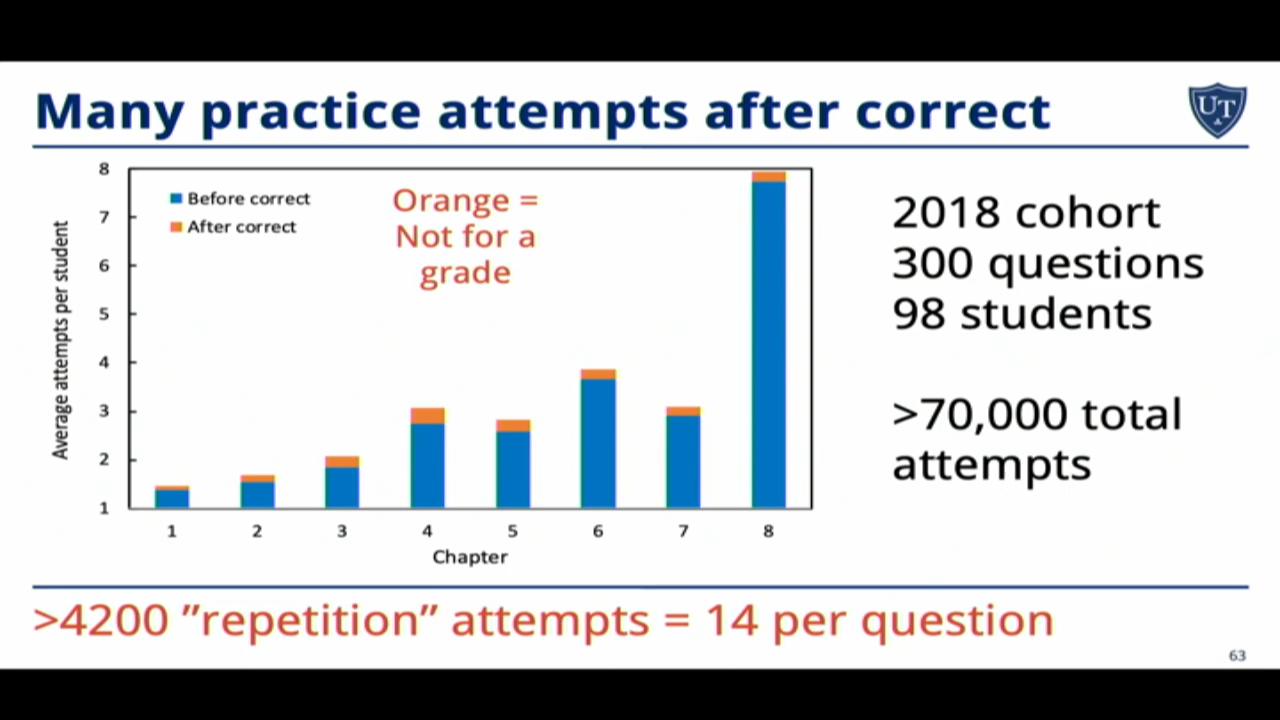 Many practice attempts after correct
UT
8
7
6
5
4
3
2
1
Average attempts per student
Before correct
After correct
Orange =
Not for a
grade
1 2 3 4 5 6 7 8
Chapter
2018 cohort
300 questions
98 students
>70,000 total
attempts
>4200 ”repetition” attempts = 14 per question
63